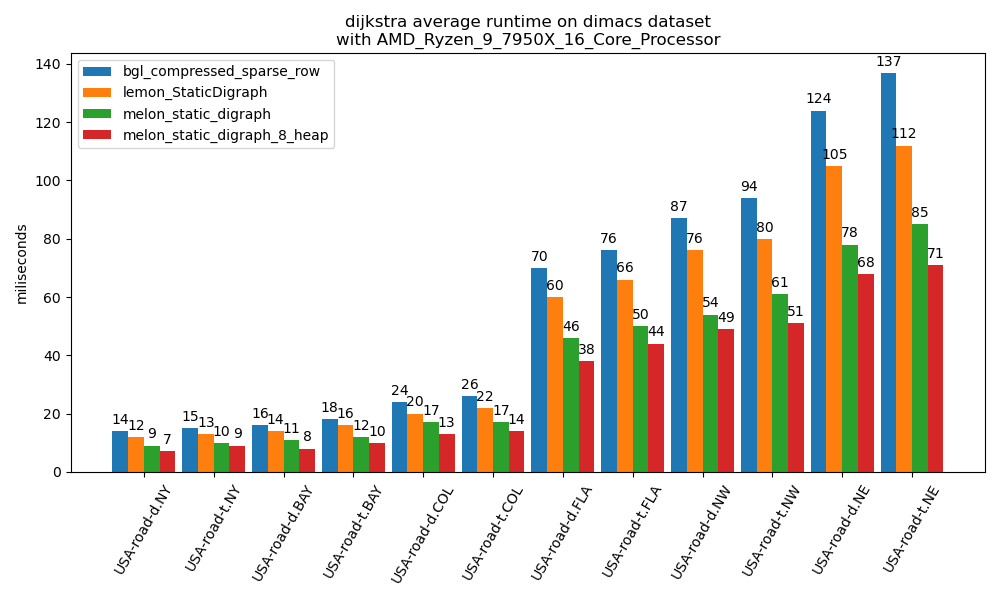 dijkstra average runtime on dimacs dataset
with AMD_Ryzen_9_7950X_16_Core_Processor
bgl_compressed_sparse_row
lemon_StaticDigraph
melon_static_digraph
melon_static_digraph_8_heap
miliseconds
140
120
100
80
60
40
20
0
14 12 9 7
15 13 10 9
16 14 11 8
18 16 12 10
24 20 17 13
26 22 17 14
70 60 46 38
76 66 50 44
87 76 54 49
94 80 61 51
124 105 78 68
137 112 85 71
USA-road-d.NY
USA-road-t.NY
USA-road-d.BAY
USA-road-t.BAY
USA-road-d.COL
USA-road-t.COL
USA-road-d.FLA
USA-road-t.FLA
USA-road-d.NW
USA-road-t.NW
USA-road-d.NE
USA-road-t.NE